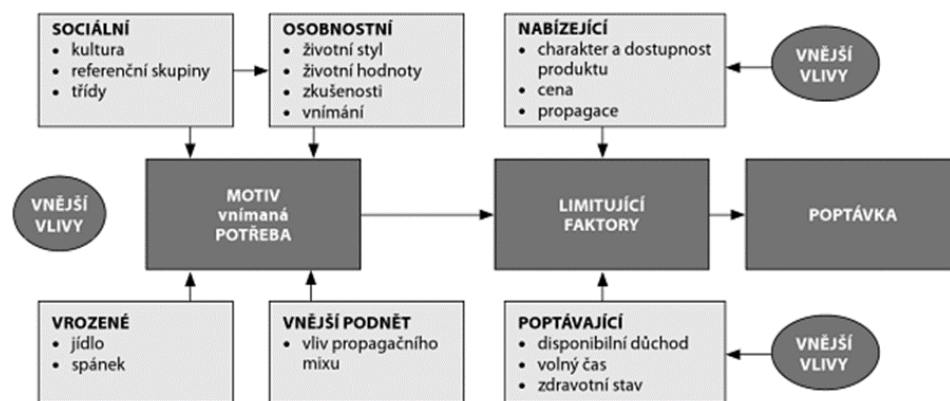 SOCIÁLNÍ
• kultura
• referenční skupiny
• třídy
OSOBNOSTNÍ
• životní styl
• životní hodnoty
• zkušenosti
• vnímání
NABÍZEJÍCÍ
• charakter a dostupnost
produktu
• cena
• propagace
VNĚJŠÍ
VLIVY
VNĚJŠÍ
VLIVY
MOTIV
vnímaná
POTŘEBA
LIMITUJÍCÍ
FAKTORY
POPTÁVKA
VROZENÉ
• jídlo
• spánek
VNĚJŠÍ PODNĚT
• vliv propagačního
mixu
POPTÁVAJÍCÍ
• disponibilní důchod
• volný čas
• zdravotní stav
VNĚJŠÍ
VLIVY